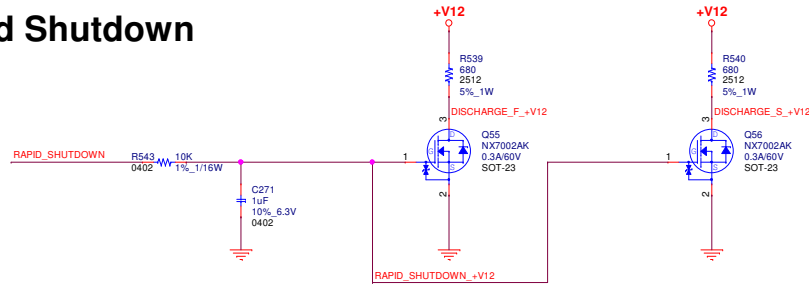 d Shutdown
+V12
+V12
R539
680
2512
5%_1W
R540
680
2512
5%_1W
3
DISCHARGE_F_+V12
3
DISCHARGE_S_+V12
D
G
S
Q55
NX7002AK
0.3A/60V
SOT-23
D
G
S
Q56
NX7002AK
0.3A/60V
SOT-23
RAPID_SHUTDOWN
R543
10K
0402
1%_1/16W
1
1
2
2
C271
1uF
10%_6.3V
0402
RAPID_SHUTDOWN_+V12